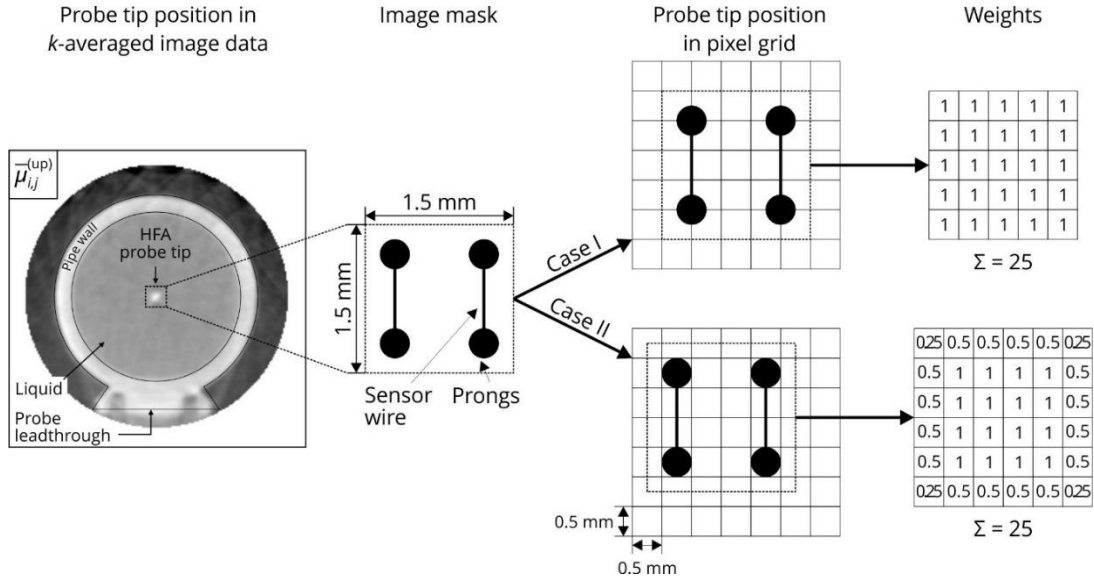 Probe tip position in
k-averaged image data
Image mask
Probe tip position
in pixel grid
Weights
μ̅i,j(up)
Pipe wall
HFA
probe tip
Liquid
Probe
leadthrough
1.5 mm
1.5 mm
Sensor
wire
Prongs
Case I
Case II
1 1 1 1 1
1 1 1 1 1
1 1 1 1 1
1 1 1 1 1
1 1 1 1 1
Σ = 25
0.5 mm
0.5 mm
0.25 0.5 0.5 0.5 0.5 0.25
0.5 1 1 1 1 0.5
0.5 1 1 1 1 0.5
0.5 1 1 1 1 0.5
0.5 1 1 1 1 0.5
0.25 0.5 0.5 0.5 0.5 0.25
Σ = 25